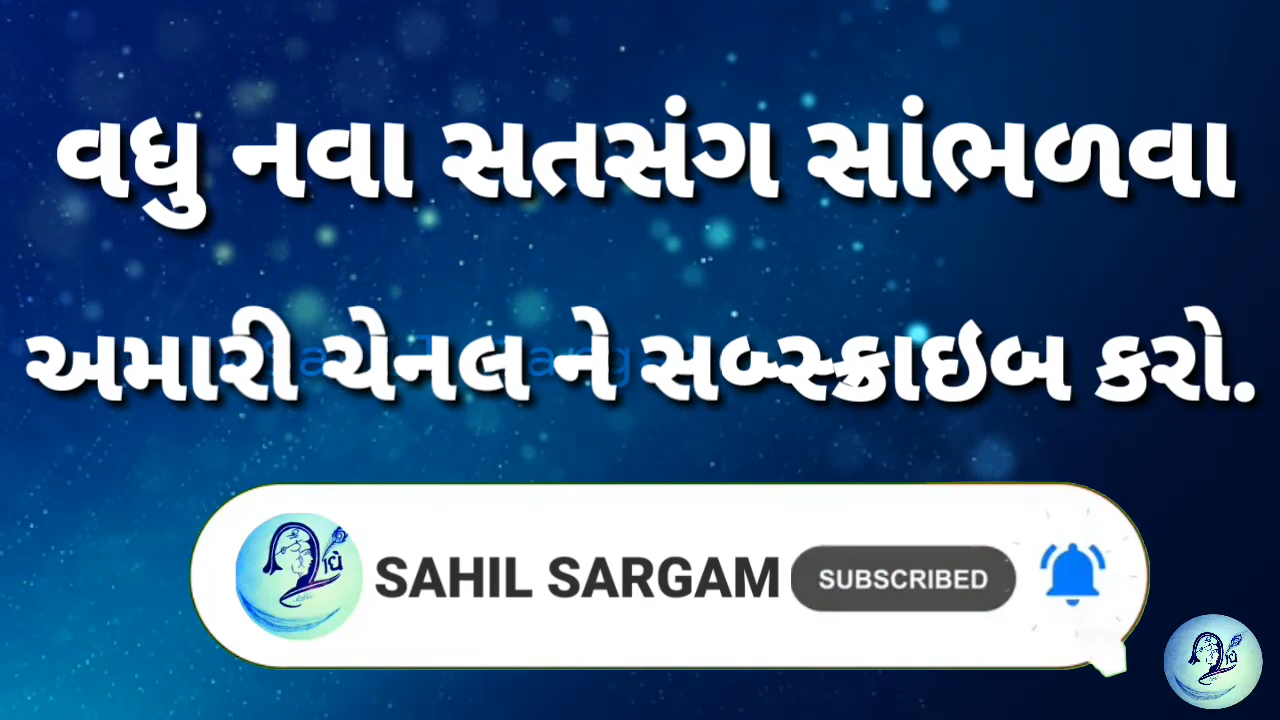 વધુ નવા સતસંગ સાંભળવા
અમારી ચેનલ ને સબ્સ્ક્રાઇબ કરો.
SAHIL SARGAM SUBSCRIBED